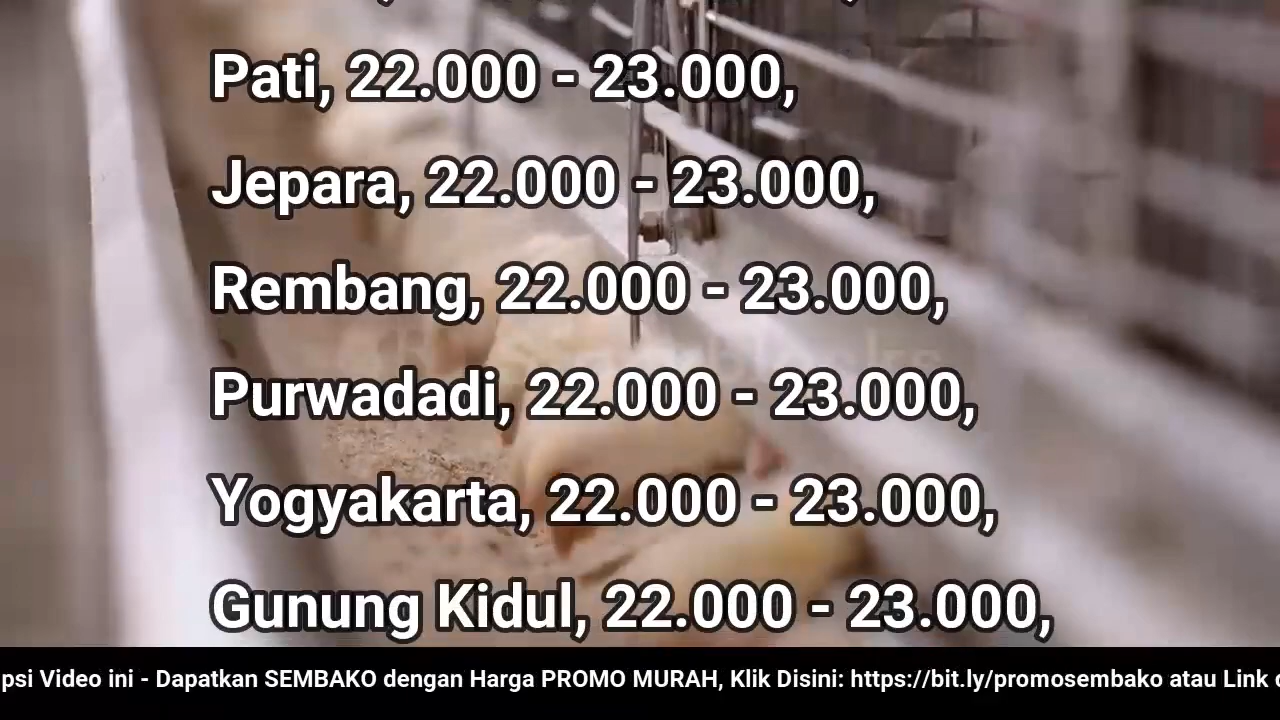 Pati, 22.000 - 23.000,
Jepara, 22.000 - 23.000,
Rembang, 22.000 - 23.000,
Purwadadi, 22.000 - 23.000,
Yogyakarta, 22.000 - 23.000,
Gunung Kidul, 22.000 - 23.000,
psi Video ini - Dapatkan SEMBAKO dengan Harga PROMO MURAH, Klik Disini: https://bit.ly/promosembako atau Link